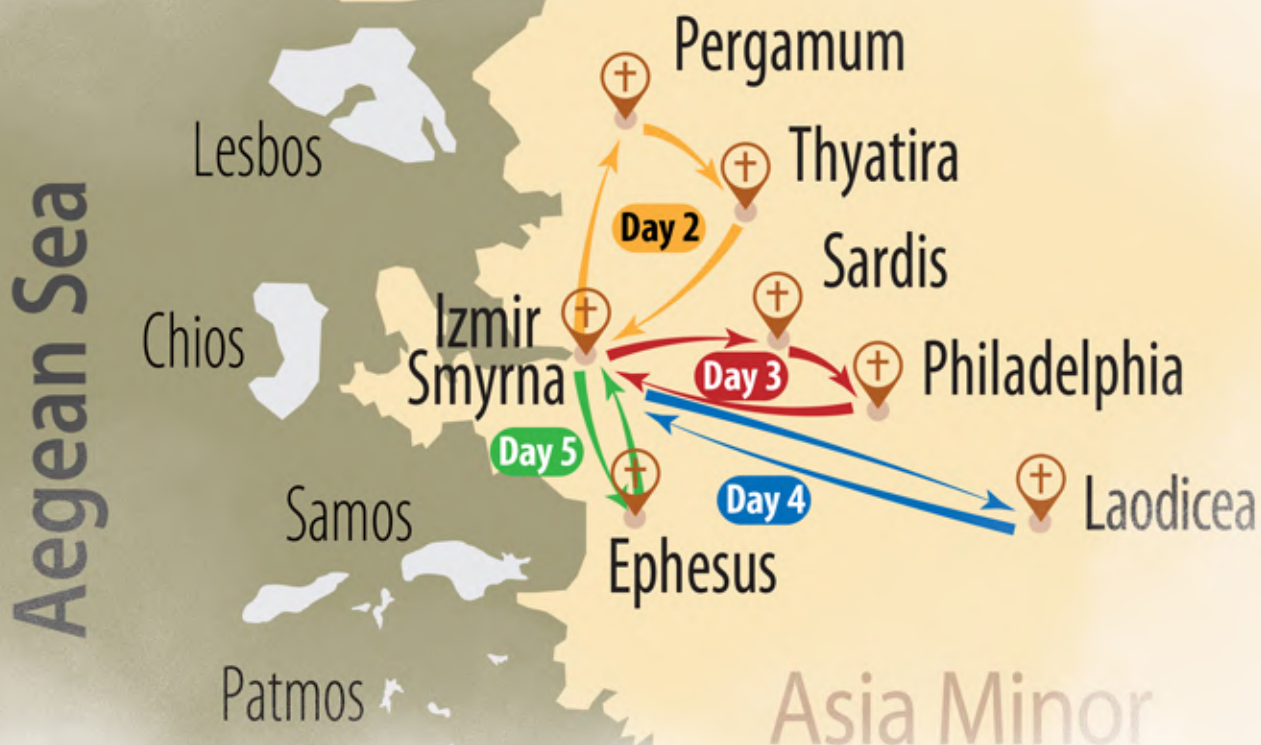 Pergamum
Lesbos
Thyatira
Day 2
Sardis
Aegean Sea
Chios
Izmir
Smyrna
Day 3
Philadelphia
Day 5
Day 4
Laodicea
Samos
Ephesus
Patmos
Asia Minor